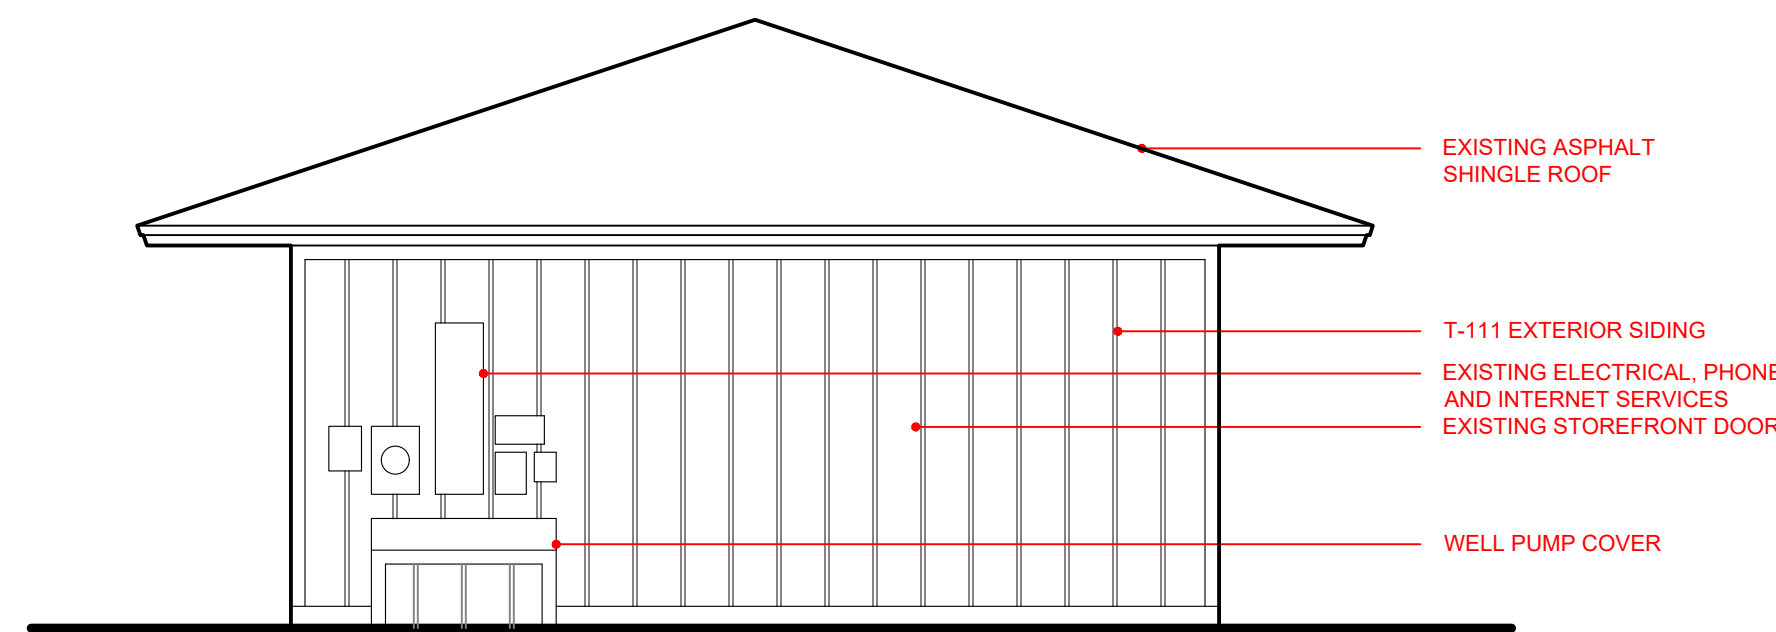 EXISTING ASPHALT
SHINGLE ROOF
T-111 EXTERIOR SIDING
EXISTING ELECTRICAL, PHONE
AND INTERNET SERVICES
EXISTING STOREFRONT DOOR
WELL PUMP COVER